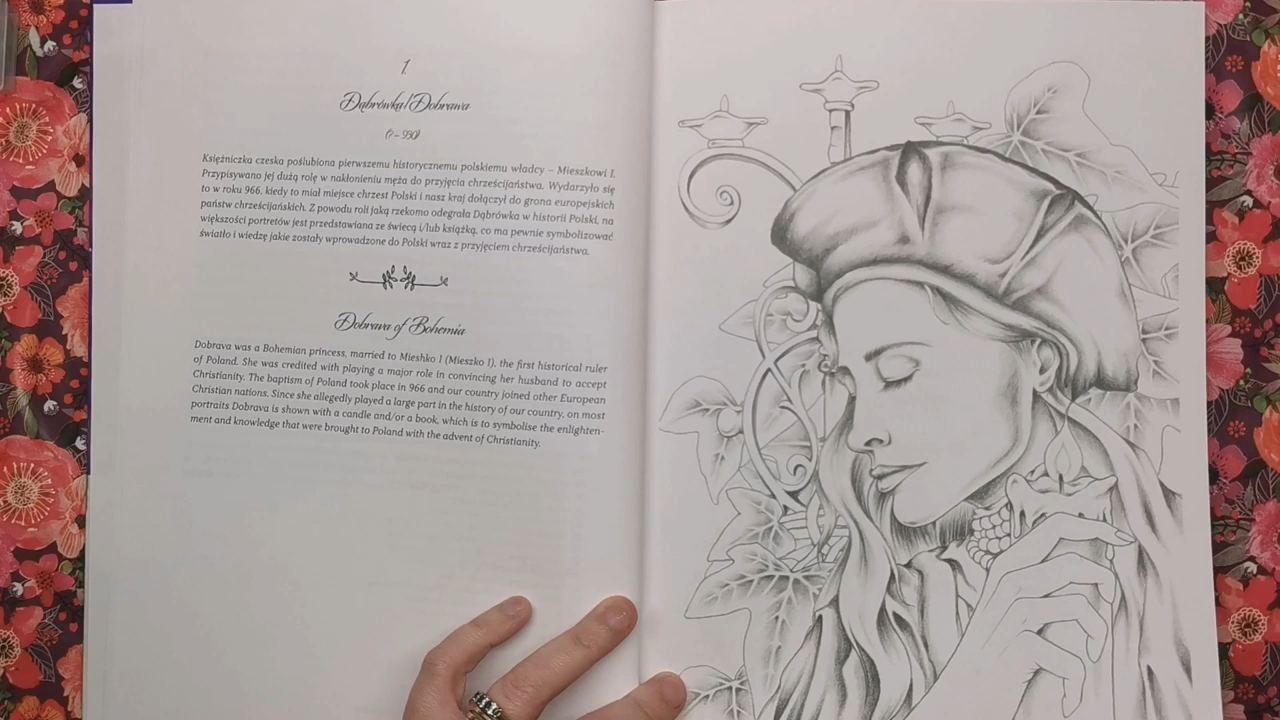 1.
Dąbrówka/Dobrawa
(?–980)
Księżniczka czeska poślubiona pierwszemu historycznemu polskiemu władcy – Mieszkowi I.
Przypisywano jej dużą rolę w nakłonieniu męża do przyjęcia chrześcijaństwa. Wydarzyło się
to w roku 966, kiedy to miał miejsce chrzest Polski i nasz kraj dołączył do grona europejskich
państw chrześcijańskich. Z powodu roli jaką rzekomo odegrała Dąbrówka w historii Polski, na
większości portretów jest przedstawiana ze świecą i/lub książką, co ma pewnie symbolizować
światło i wiedzę jakie zostały wprowadzone do Polski wraz z przyjęciem chrześcijaństwa.
Dobrava of Bohemia
Dobrava was a Bohemian princess, married to Mieshko I (Mieszko I), the first historical ruler
of Poland. She was credited with playing a major role in convincing her husband to accept
Christianity. The baptism of Poland took place in 966 and our country joined other European
Christian nations. Since she allegedly played a large part in the history of our country, on most
portraits Dobrava is shown with a candle and/or a book, which is to symbolise the enlighten-
ment and knowledge that were brought to Poland with the advent of Christianity.